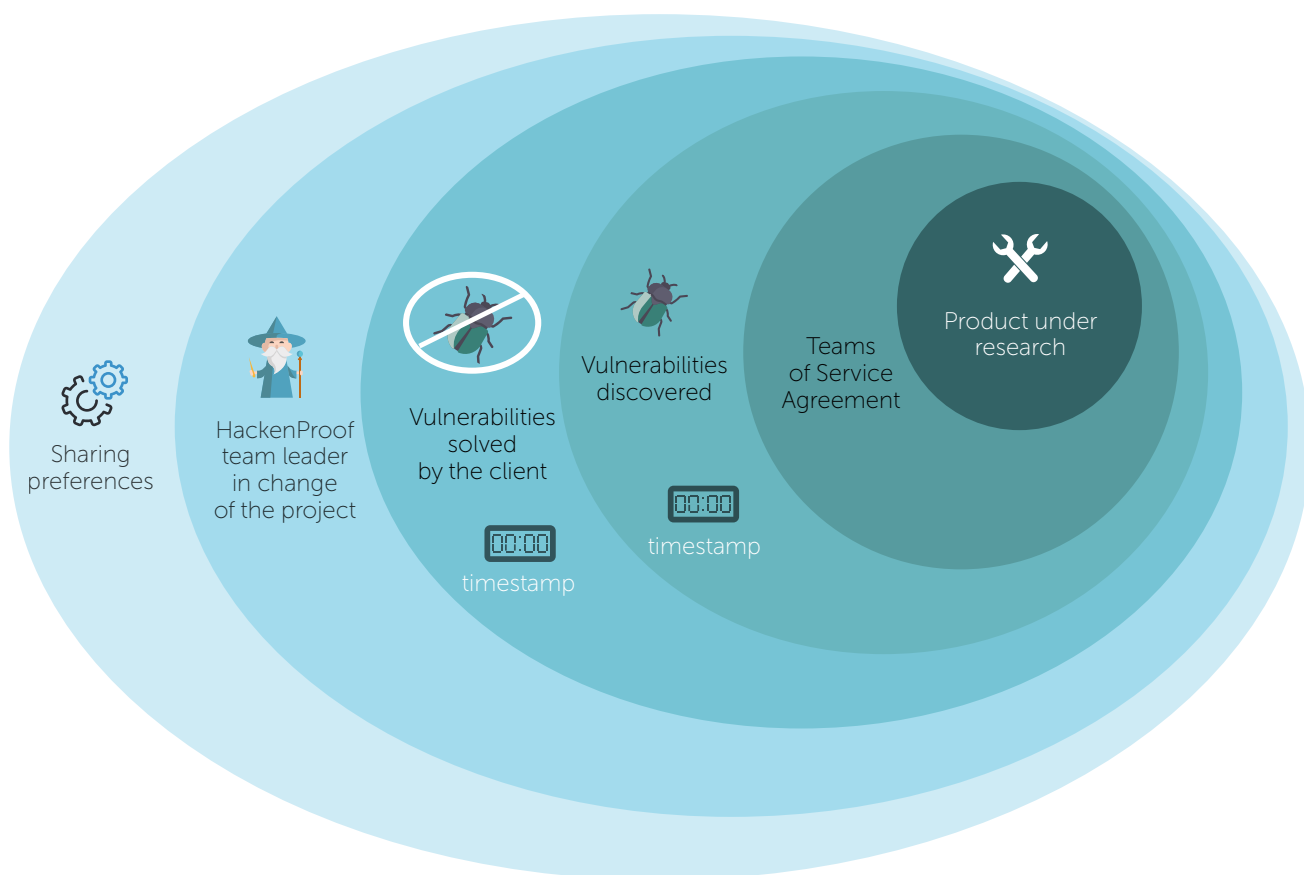 Sharing
preferences
HackenProof
team leader
in change
of the project
Vulnerabilities
solved
by the client
00:00
timestamp
Vulnerabilities
discovered
00:00
timestamp
Teams
of Service
Agreement
Product under
research